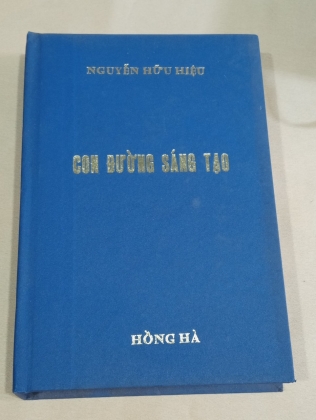 NGUYỄN HỮU HIỆU
CON ĐƯỜNG SÁNG TẠO
HỒNG HÀ